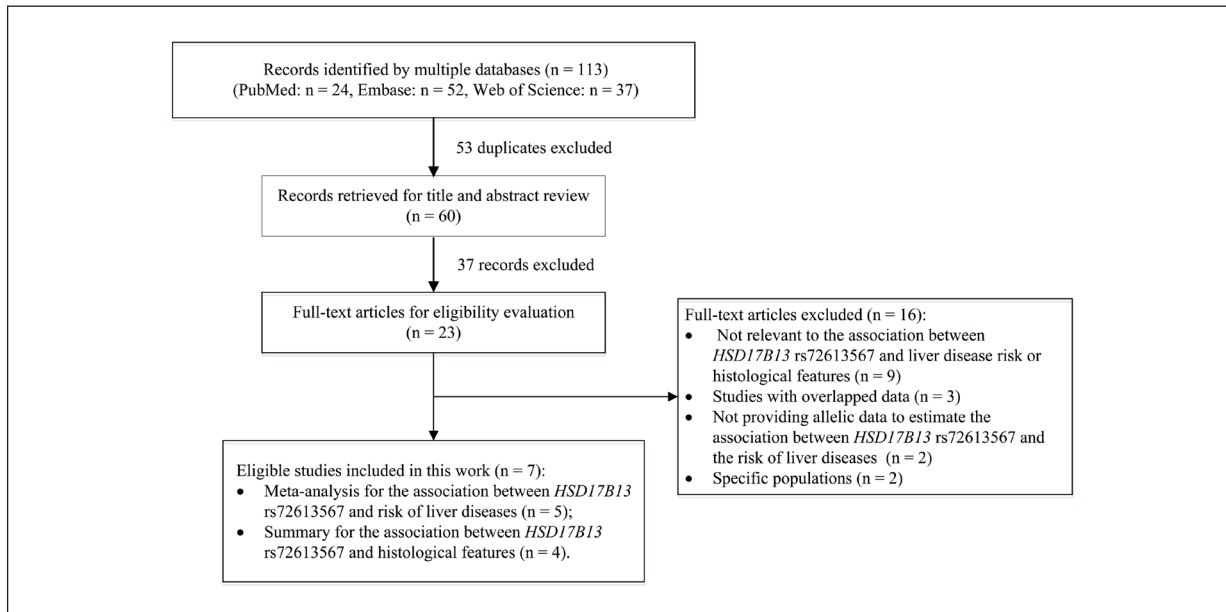 Records identified by multiple databases (n = 113)
(PubMed: n = 24, Embase: n = 52, Web of Science: n = 37)
53 duplicates excluded
Records retrieved for title and abstract review
(n = 60)
37 records excluded
Full-text articles for eligibility evaluation
(n = 23)
Full-text articles excluded (n = 16):
• Not relevant to the association between
HSD17B13 rs72613567 and liver disease risk or
histological features (n = 9)
• Studies with overlapped data (n = 3)
• Not providing allelic data to estimate the
association between HSD17B13 rs72613567 and
the risk of liver diseases (n = 2)
• Specific populations (n = 2)
Eligible studies included in this work (n = 7):
• Meta-analysis for the association between HSD17B13
rs72613567 and risk of liver diseases (n = 5);
• Summary for the association between HSD17B13
rs72613567 and histological features (n = 4).